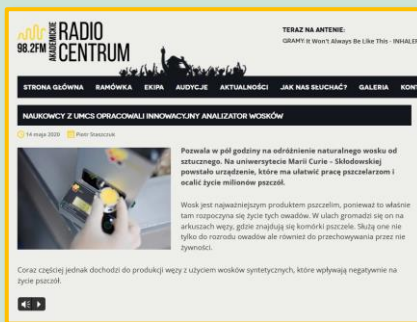 AKADEMICKIE
RADIO
CENTRUM
98.2FM
TERAZ NA ANTENIE:
GRAMY: It Won't Always Be Like This - INHALER
STRONA GŁÓWNA RAMÓWKA EKIPA AUDYCJE AKTUALNOŚCI JAK NAS SŁUCHAĆ? GALERIA KONT
NAUKOWCY Z UMCS OPRACOWALI INNOWACYJNY ANALIZATOR WOSKÓW
14 maja 2020 Piotr Staszczuk
Pozwala w pół godziny na odróżnienie naturalnego wosku od
sztucznego. Na uniwersytecie Marii Curie – Skłodowskiej
powstało urządzenie, które ma ułatwić pracę pszczelarzom i
ocalić życie milionów pszczół.
Wosk jest najważniejszym produktem pszczelim, ponieważ to właśnie
tam rozpoczyna się życie tych owadów. W ulach gromadzi się on na
arkuszach węzy, gdzie znajdują się komórki pszczele. Służą one nie
tylko do rozrodu owadów ale również do przechowywania przez nie
żywności.
Coraz częściej jednak dochodzi do produkcji węzy z użyciem wosków syntetycznych, które wpływają negatywnie na
życie pszczół.